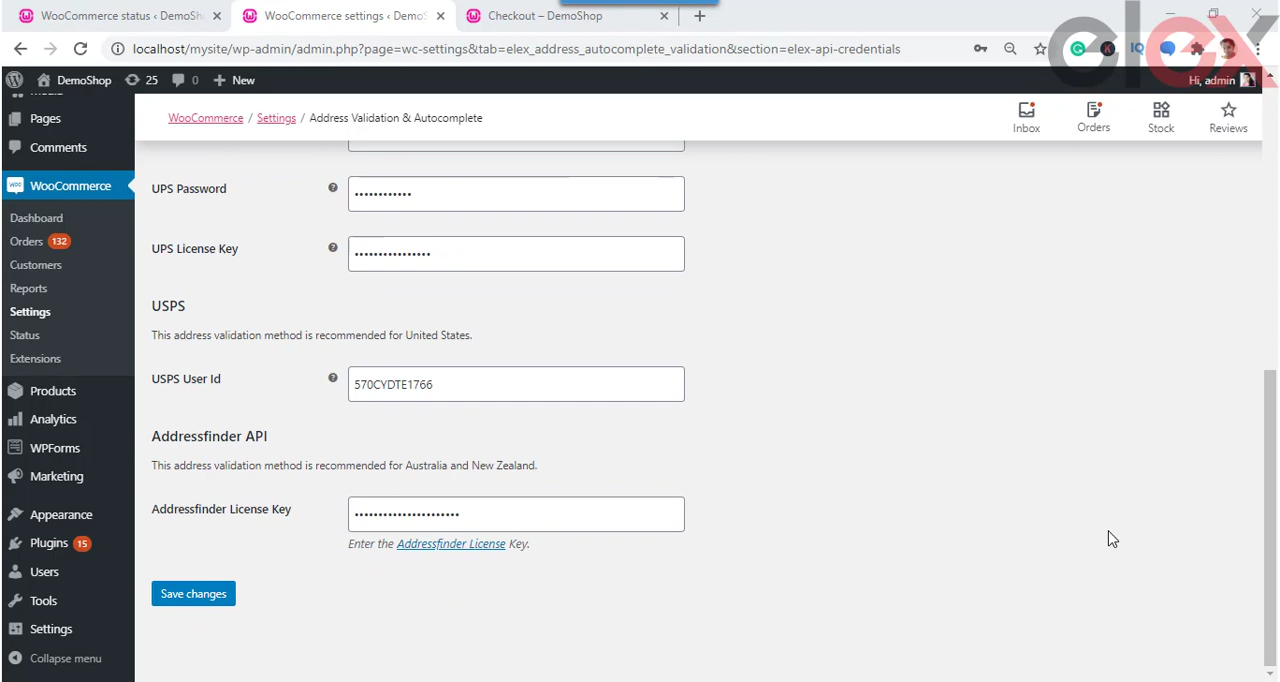 WooCommerce status ‹ DemoSh
WooCommerce settings ‹ DemoS
Checkout – DemoShop
localhost/mysite/wp-admin/admin.php?page=wc-settings&tab=elex_address_autocomplete_validation&section=elex-api-credentials
IQ
elex
DemoShop
25
0
New
Hi, admin
Media
Pages
Comments
WooCommerce
Dashboard
Orders 132
Customers
Reports
Settings
Status
Extensions
Products
Analytics
WPForms
Marketing
Appearance
Plugins 15
Users
Tools
Settings
Collapse menu
WooCommerce / Settings / Address Validation & Autocomplete
Inbox
Orders
Stock
Reviews
UPS Password
••••••••••••
UPS License Key
••••••••••••••••
USPS
This address validation method is recommended for United States.
USPS User Id
570CYDTE1766
Addressfinder API
This address validation method is recommended for Australia and New Zealand.
Addressfinder License Key
••••••••••••••••••••••
Enter the Addressfinder License Key.
Save changes